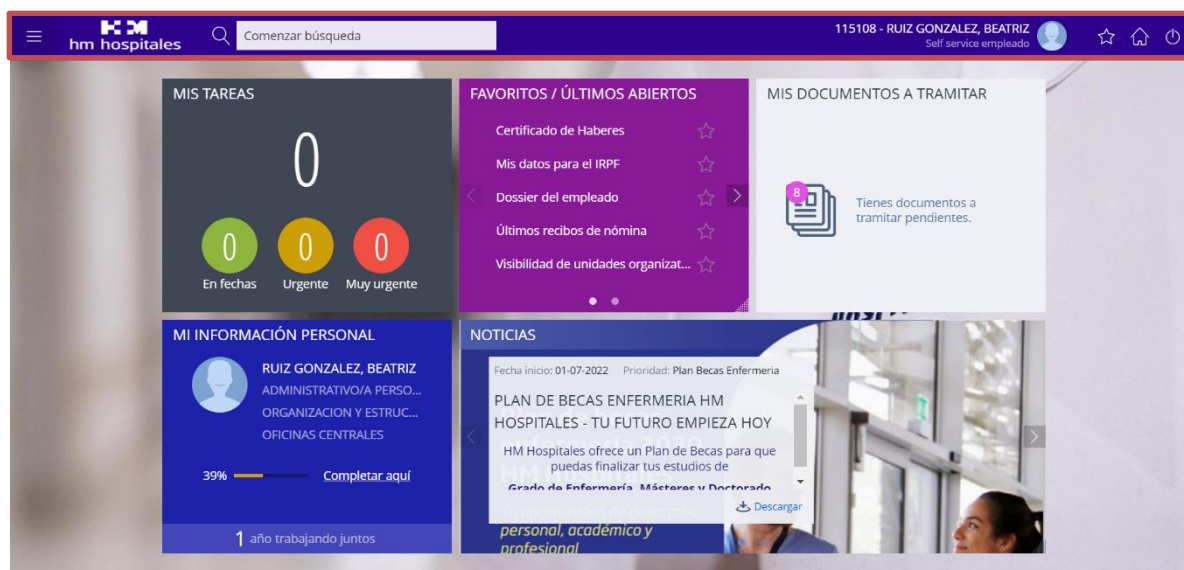 hm hospitales
Comenzar búsqueda
115108 - RUIZ GONZALEZ, BEATRIZ
Self service empleado
MIS TAREAS
0
0 0 0
En fechas Urgente Muy urgente
FAVORITOS / ÚLTIMOS ABIERTOS
Certificado de Haberes
Mis datos para el IRPF
Dossier del empleado
Últimos recibos de nómina
Visibilidad de unidades organizat...
MIS DOCUMENTOS A TRAMITAR
8
Tienes documentos a
tramitar pendientes.
MI INFORMACIÓN PERSONAL
RUIZ GONZALEZ, BEATRIZ
ADMINISTRATIVO/A PERSO...
ORGANIZACION Y ESTRUC...
OFICINAS CENTRALES
39% Completar aquí
1 año trabajando juntos
NOTICIAS
Fecha inicio: 01-07-2022 Prioridad: Plan Becas Enfermeria
PLAN DE BECAS ENFERMERIA HM
HOSPITALES - TU FUTURO EMPIEZA HOY
HM Hospitales ofrece un Plan de Becas para que
puedas finalizar tus estudios de
Grado de Enfermería, Másteres y Doctorado
Descargar
personal, académico y
profesional